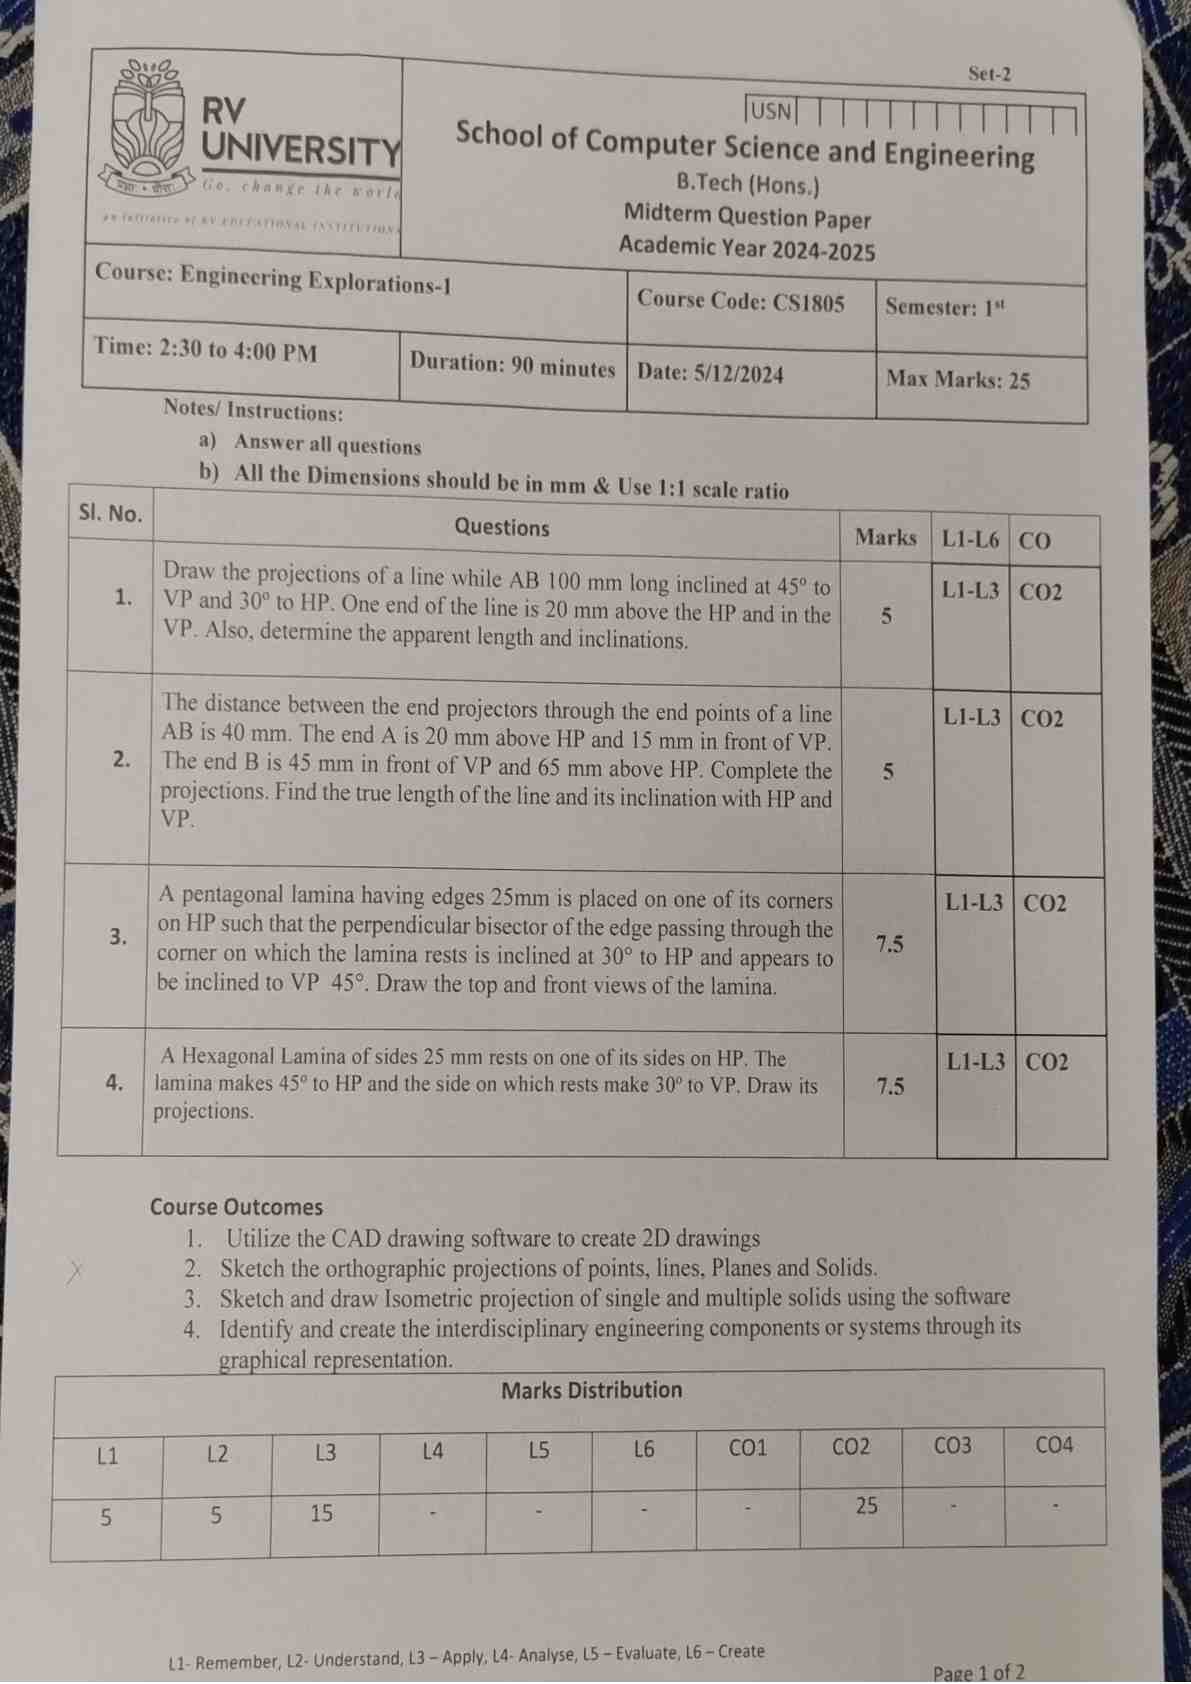 Set-2
USN
RV
UNIVERSITY
Go, change the world
an initiative of RV EDUCATIONAL INSTITUTIONS
School of Computer Science and Engineering
B.Tech (Hons.)
Midterm Question Paper
Academic Year 2024-2025
Course: Engineering Explorations-1
Course Code: CS1805
Semester: 1st
Time: 2:30 to 4:00 PM
Duration: 90 minutes
Date: 5/12/2024
Max Marks: 25
Notes/ Instructions:
a) Answer all questions
b) All the Dimensions should be in mm & Use 1:1 scale ratio
Sl. No. Questions Marks L1-L6 CO
1. Draw the projections of a line while AB 100 mm long inclined at 45º to
VP and 30º to HP. One end of the line is 20 mm above the HP and in the
VP. Also, determine the apparent length and inclinations.
5 L1-L3 CO2
2. The distance between the end projectors through the end points of a line
AB is 40 mm. The end A is 20 mm above HP and 15 mm in front of VP.
The end B is 45 mm in front of VP and 65 mm above HP. Complete the
projections. Find the true length of the line and its inclination with HP and
VP.
5 L1-L3 CO2
3. A pentagonal lamina having edges 25mm is placed on one of its corners
on HP such that the perpendicular bisector of the edge passing through the
corner on which the lamina rests is inclined at 30° to HP and appears to
be inclined to VP 45°. Draw the top and front views of the lamina.
7.5 L1-L3 CO2
4. A Hexagonal Lamina of sides 25 mm rests on one of its sides on HP. The
lamina makes 45º to HP and the side on which rests make 30º to VP. Draw its
projections.
7.5 L1-L3 CO2
Course Outcomes
1. Utilize the CAD drawing software to create 2D drawings
2. Sketch the orthographic projections of points, lines, Planes and Solids.
3. Sketch and draw Isometric projection of single and multiple solids using the software
4. Identify and create the interdisciplinary engineering components or systems through its
graphical representation.
Marks Distribution
L1 L2 L3 L4 L5 L6 CO1 CO2 CO3 CO4
5 5 15 - - - - 25 - -
L1- Remember, L2- Understand, L3 – Apply, L4- Analyse, L5 – Evaluate, L6 – Create
Page 1 of 2